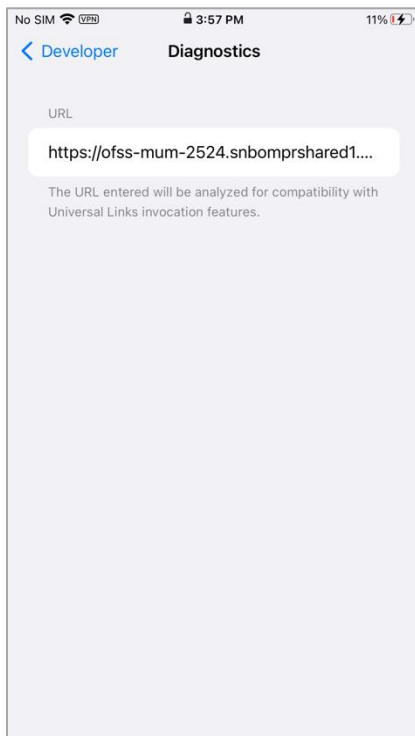 No SIM VPN 3:57 PM 11%
Developer Diagnostics
URL
https://ofss-mum-2524.snbomprshared1....
The URL entered will be analyzed for compatibility with
Universal Links invocation features.